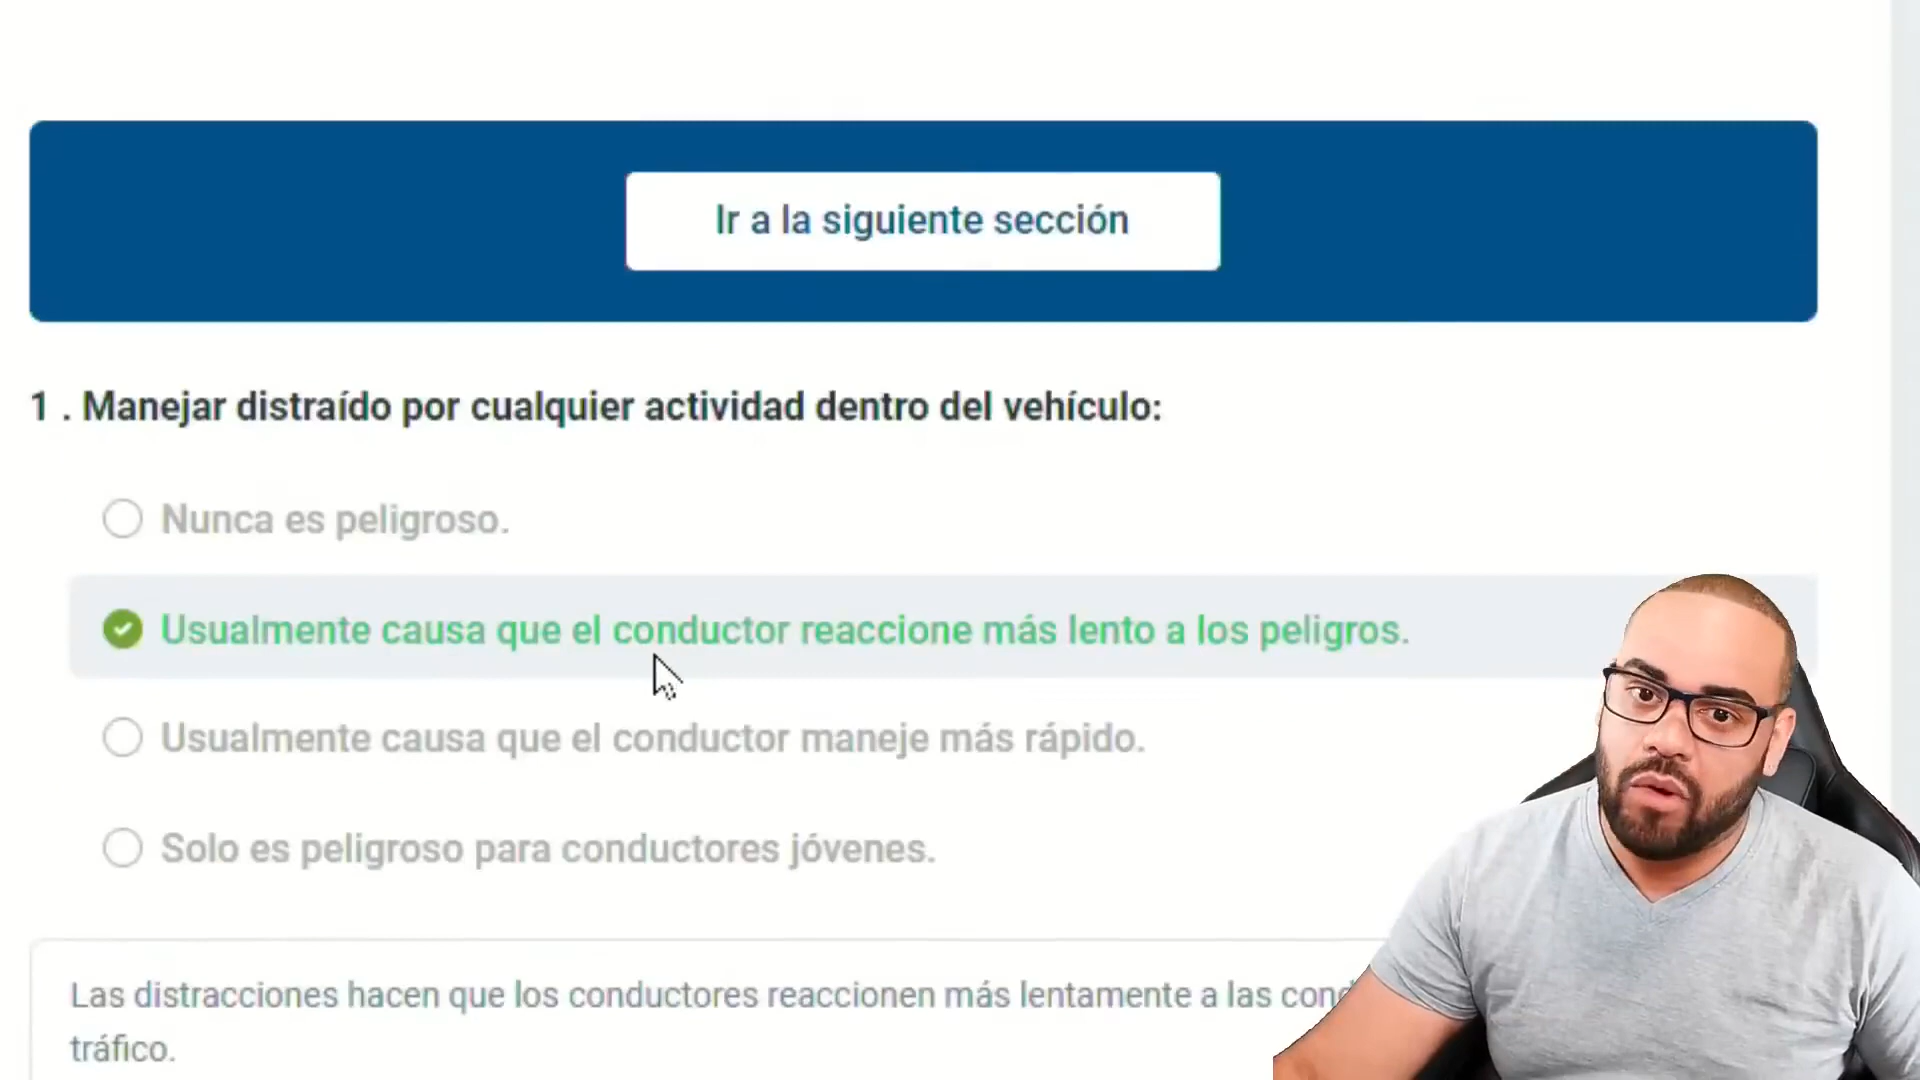 Ir a la siguiente sección
1 . Manejar distraído por cualquier actividad dentro del vehículo:
Nunca es peligroso.
Usualmente causa que el conductor reaccione más lento a los peligros.
Usualmente causa que el conductor maneje más rápido.
Solo es peligroso para conductores jóvenes.
Las distracciones hacen que los conductores reaccionen más lentamente a las
tráfico.